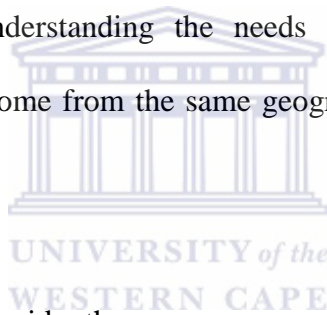 nderstanding the needs
ome from the same geogr
UNIVERSITY of the
WESTERN CAPE